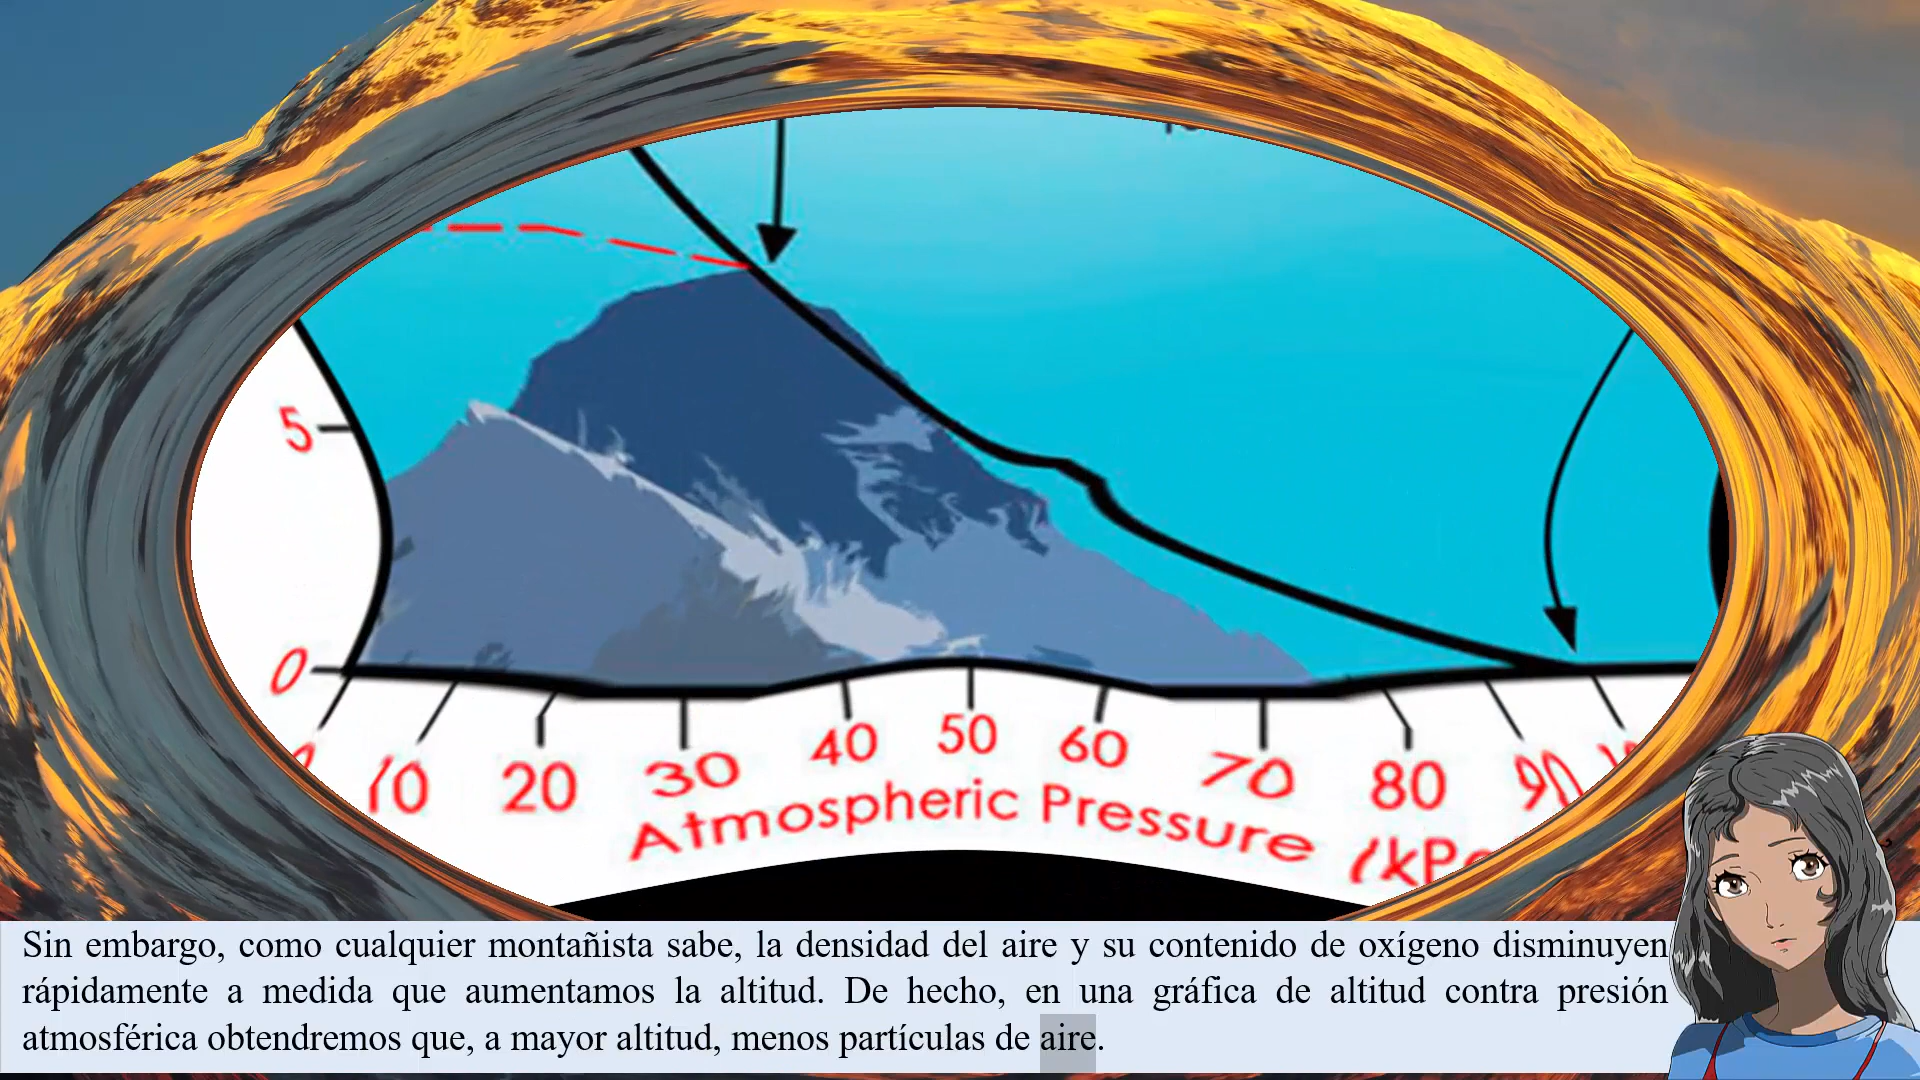 5
0
10 20 30 40 50 60 70 80 90
Atmospheric Pressure
Sin embargo, como cualquier montañista sabe, la densidad del aire y su contenido de oxígeno disminuyen
rápidamente a medida que aumentamos la altitud. De hecho, en una gráfica de altitud contra presión
atmosférica obtendremos que, a mayor altitud, menos partículas de aire.